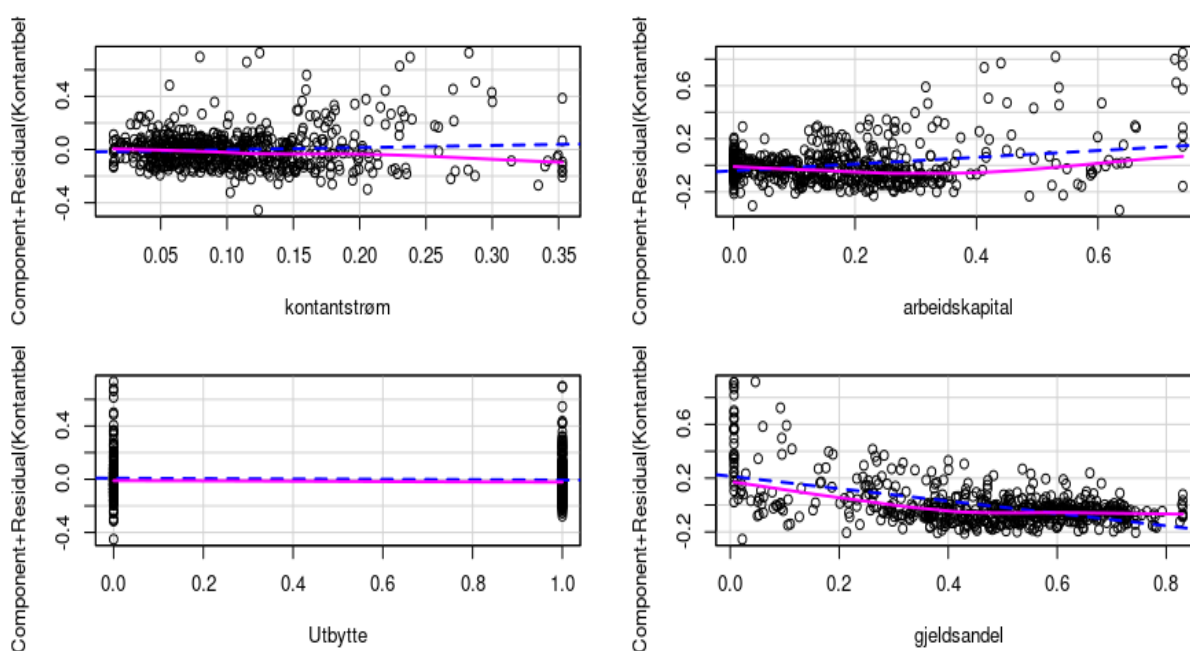 Component+Residual(Kontantbel
0.4
0.0
-0.4
0.05 0.10 0.15 0.20 0.25 0.30 0.35
kontantstrøm
Component+Residual(Kontantbel
0.6
0.2
-0.2
0.0 0.2 0.4 0.6
arbeidskapital
Component+Residual(Kontantbel
0.4
0.0
-0.4
0.0 0.2 0.4 0.6 0.8 1.0
Utbytte
Component+Residual(Kontantbel
0.6
0.2
-0.2
0.0 0.2 0.4 0.6 0.8
gjeldsandel